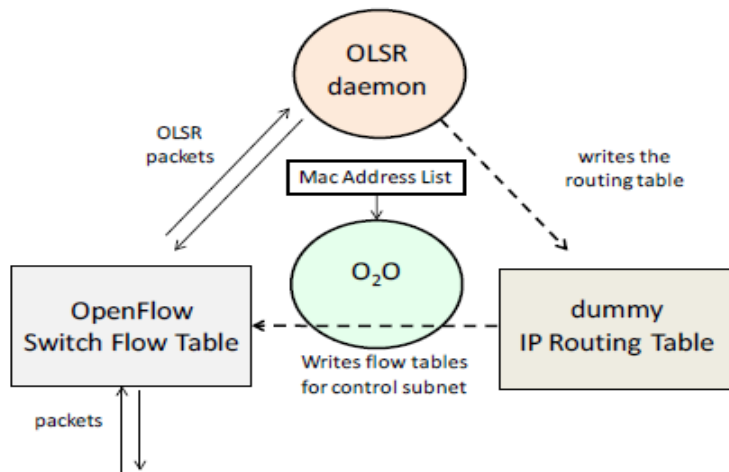 OLSR
daemon
OLSR
packets
writes the
routing table
Mac Address List
O₂O
OpenFlow
Switch Flow Table
dummy
IP Routing Table
Writes flow tables
for control subnet
packets